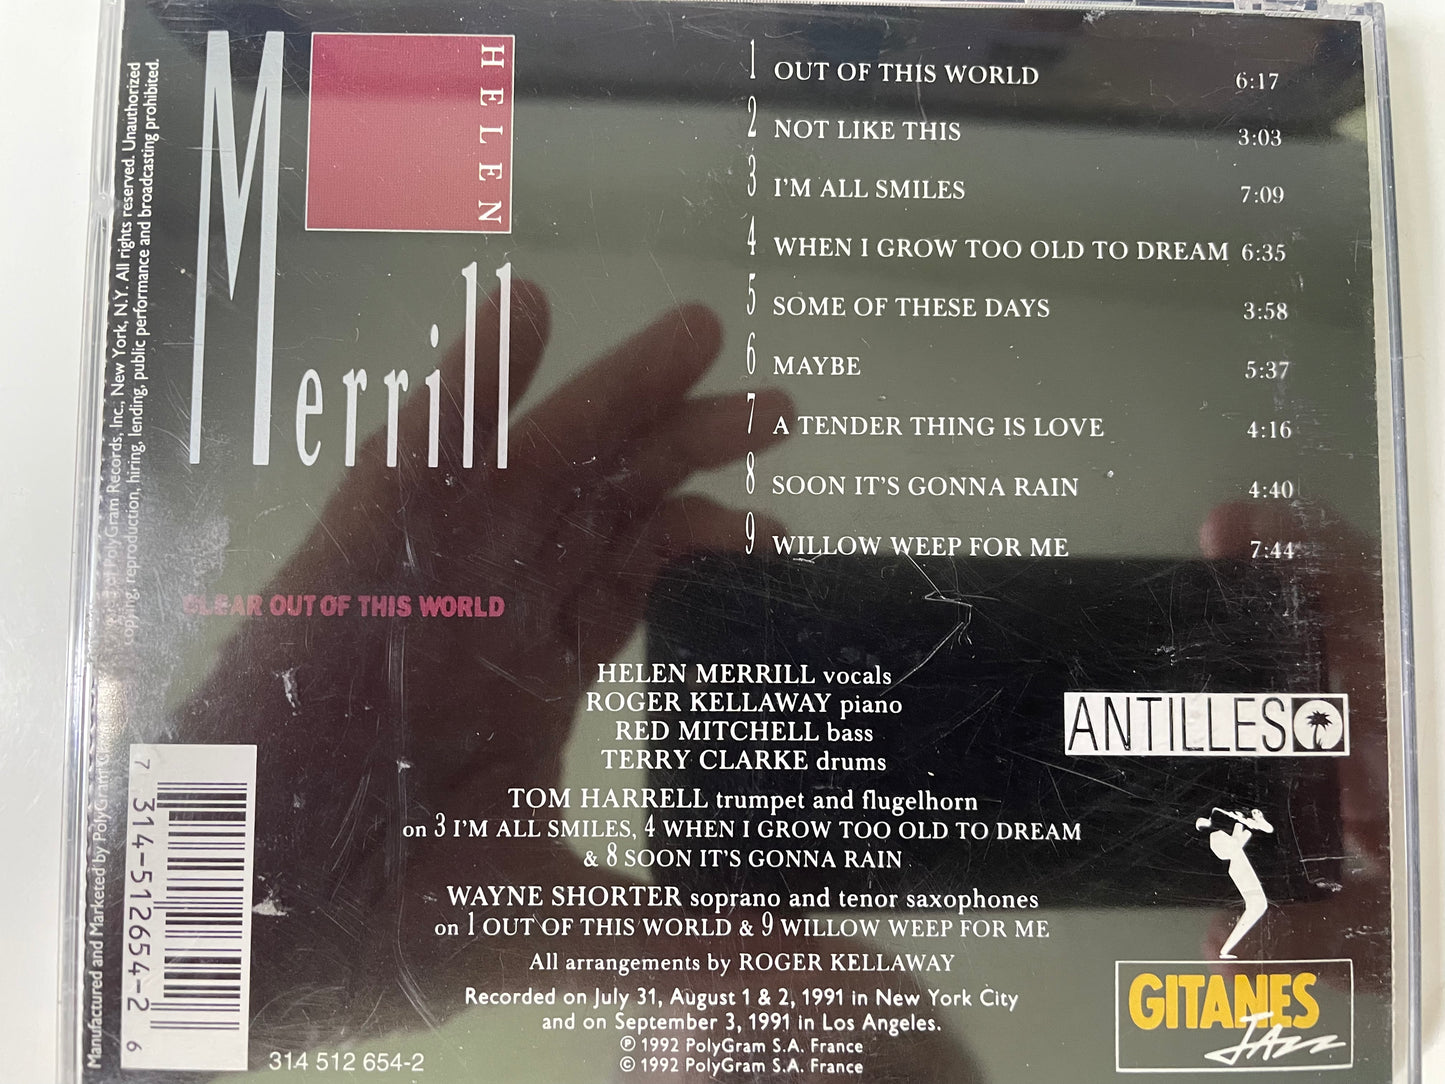 HELEN
Merrill
CLEAR OUT OF THIS WORLD
1 OUT OF THIS WORLD 6:17
2 NOT LIKE THIS 3:03
3 I'M ALL SMILES 7:09
4 WHEN I GROW TOO OLD TO DREAM 6:35
5 SOME OF THESE DAYS 3:58
6 MAYBE 5:37
7 A TENDER THING IS LOVE 4:16
8 SOON IT'S GONNA RAIN 4:40
9 WILLOW WEEP FOR ME 7:44
HELEN MERRILL vocals
ROGER KELLAWAY piano
RED MITCHELL bass
TERRY CLARKE drums
TOM HARRELL trumpet and flugelhorn
on 3 I'M ALL SMILES, 4 WHEN I GROW TOO OLD TO DREAM
& 8 SOON IT'S GONNA RAIN
WAYNE SHORTER soprano and tenor saxophones
on 1 OUT OF THIS WORLD & 9 WILLOW WEEP FOR ME
All arrangements by ROGER KELLAWAY
Recorded on July 31, August 1 & 2, 1991 in New York City
and on September 3, 1991 in Los Angeles.
℗ 1992 PolyGram S.A. France
© 1992 PolyGram S.A. France
ANTILLES
GITANES
JAZZ
7 314-512654-2 6
314 512 654-2
Manufactured and Marketed by PolyGram of PolyGram Records, Inc., New York, N.Y. All rights reserved. Unauthorized
copying, reproduction, hiring, lending, public performance and broadcasting prohibited.